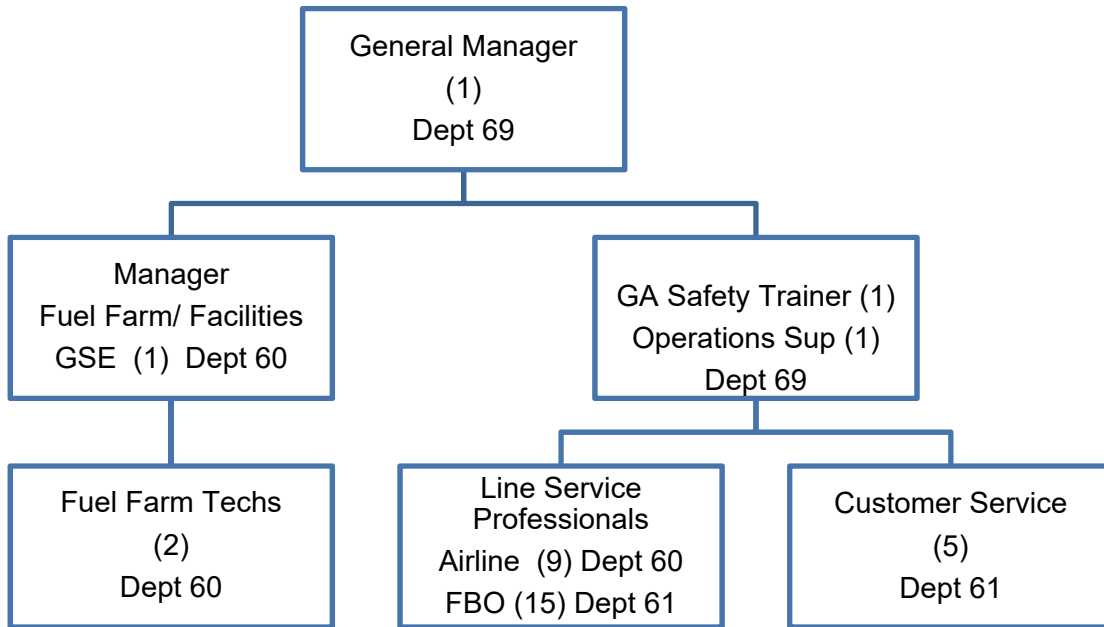 General Manager
(1)
Dept 69
Manager
Fuel Farm/ Facilities
GSE (1) Dept 60
GA Safety Trainer (1)
Operations Sup (1)
Dept 69
Fuel Farm Techs
(2)
Dept 60
Line Service
Professionals
Airline (9) Dept 60
FBO (15) Dept 61
Customer Service
(5)
Dept 61